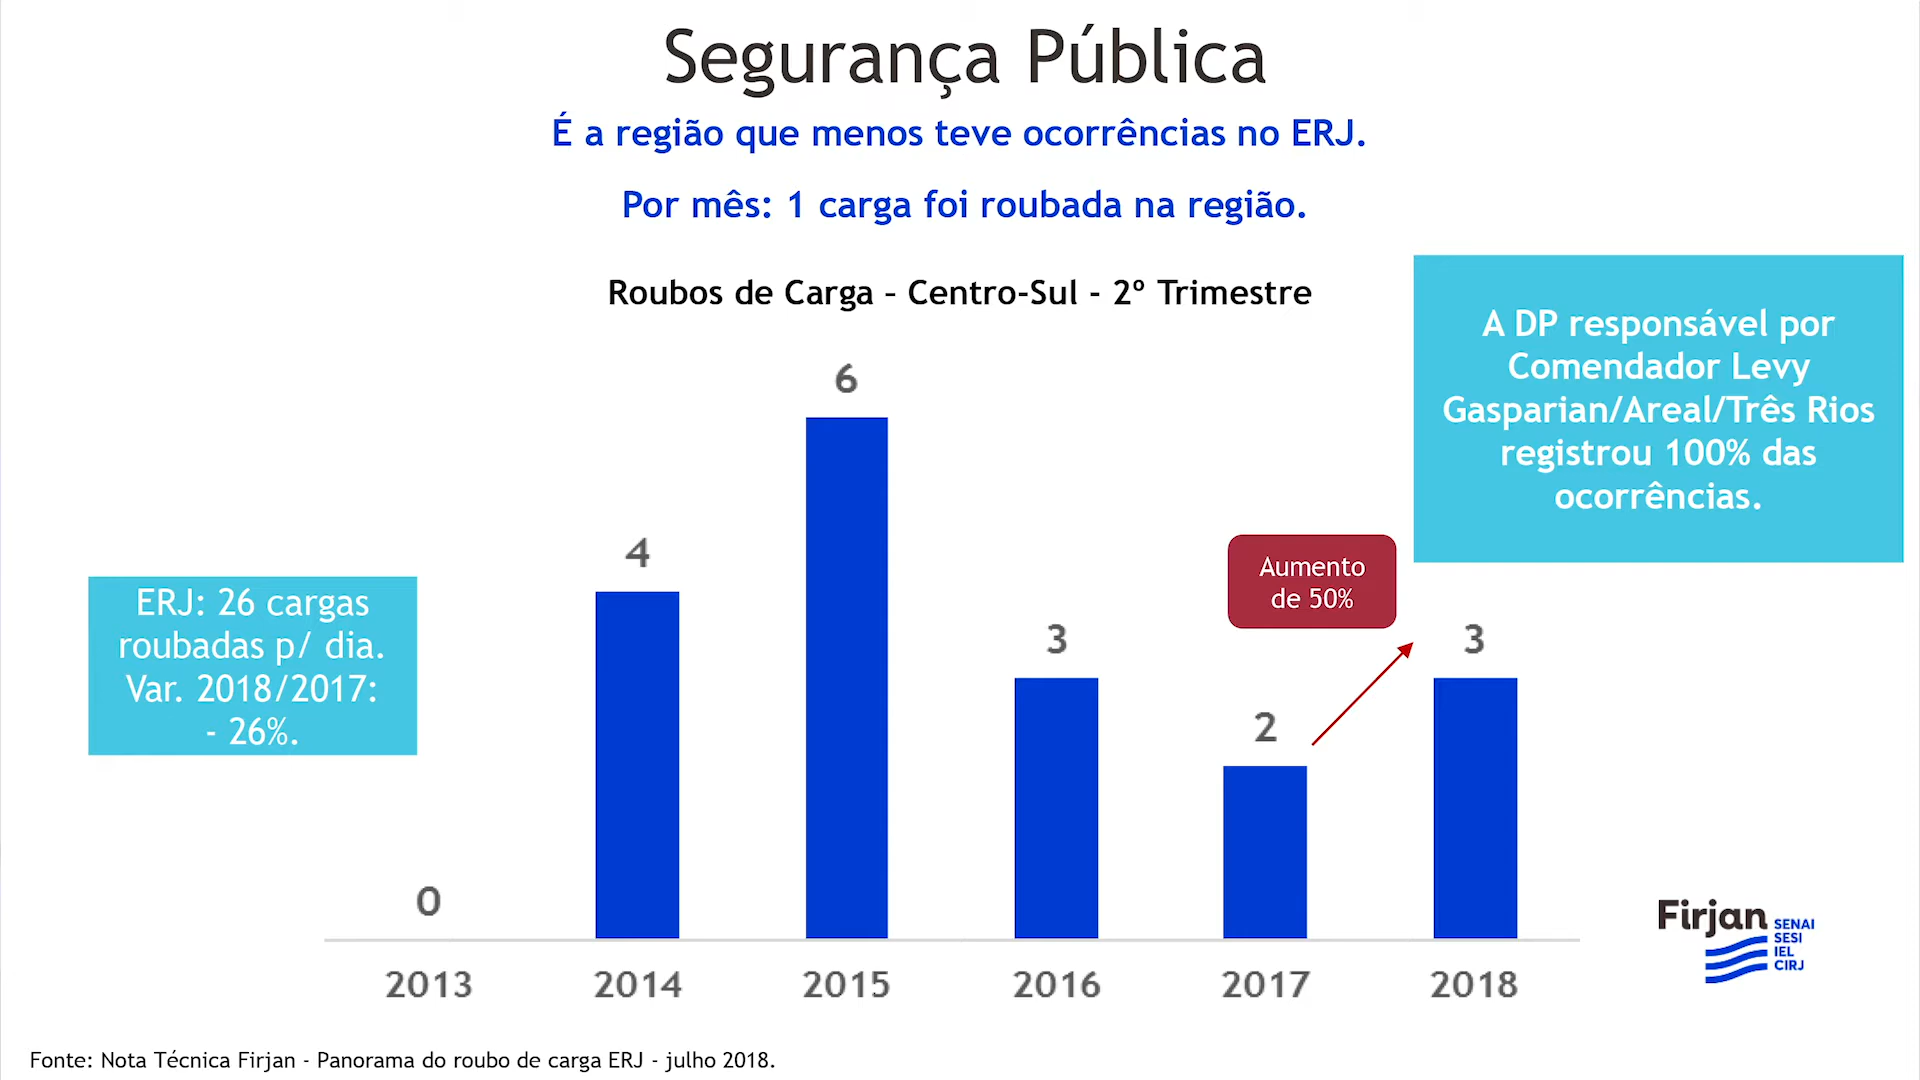 Segurança Pública
É a região que menos teve ocorrências no ERJ.
Por mês: 1 carga foi roubada na região.
Roubos de Carga – Centro-Sul - 2º Trimestre
A DP responsável por
Comendador Levy
Gasparian/Areal/Três Rios
registrou 100% das
ocorrências.
ERJ: 26 cargas
roubadas p/ dia.
Var. 2018/2017:
- 26%.
Aumento
de 50%
0
4
6
3
2
3
2013
2014
2015
2016
2017
2018
Firjan
SENAI
SESI
IEL
CIRJ
Fonte: Nota Técnica Firjan - Panorama do roubo de carga ERJ - julho 2018.